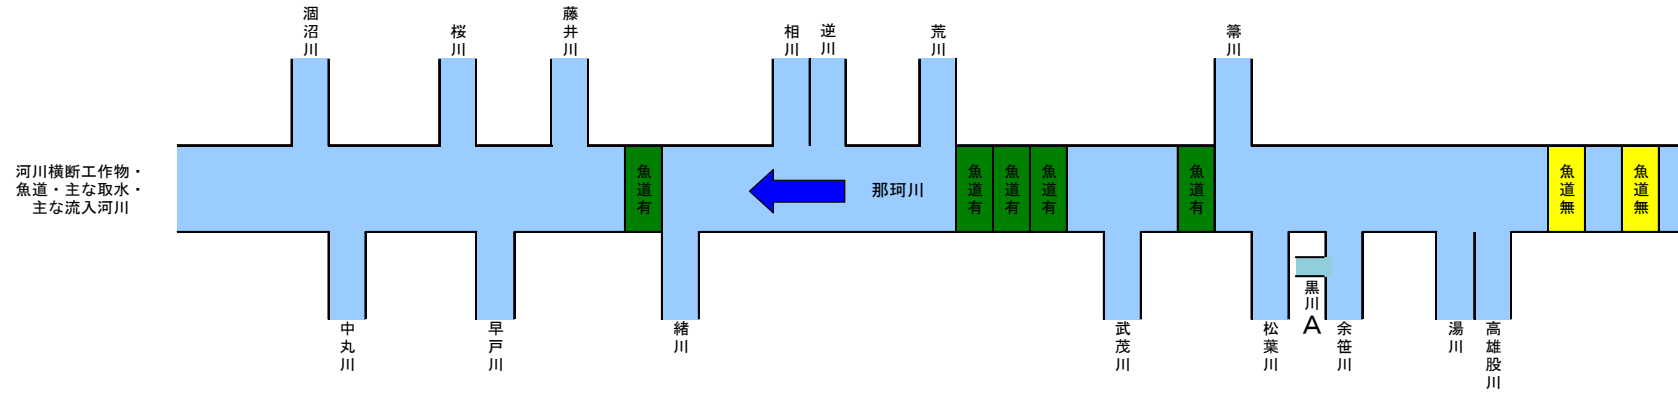 涸沼川
桜川
藤井川
相川
逆川
荒川
箒川
河川横断工作物・
魚道・主な取水・
主な流入河川
魚道有
那珂川
魚道有
魚道有
魚道有
魚道有
魚道無
魚道無
中丸川
早戸川
緒川
武茂川
松葉川
黒川
A
余笹川
湯川
高雄股川